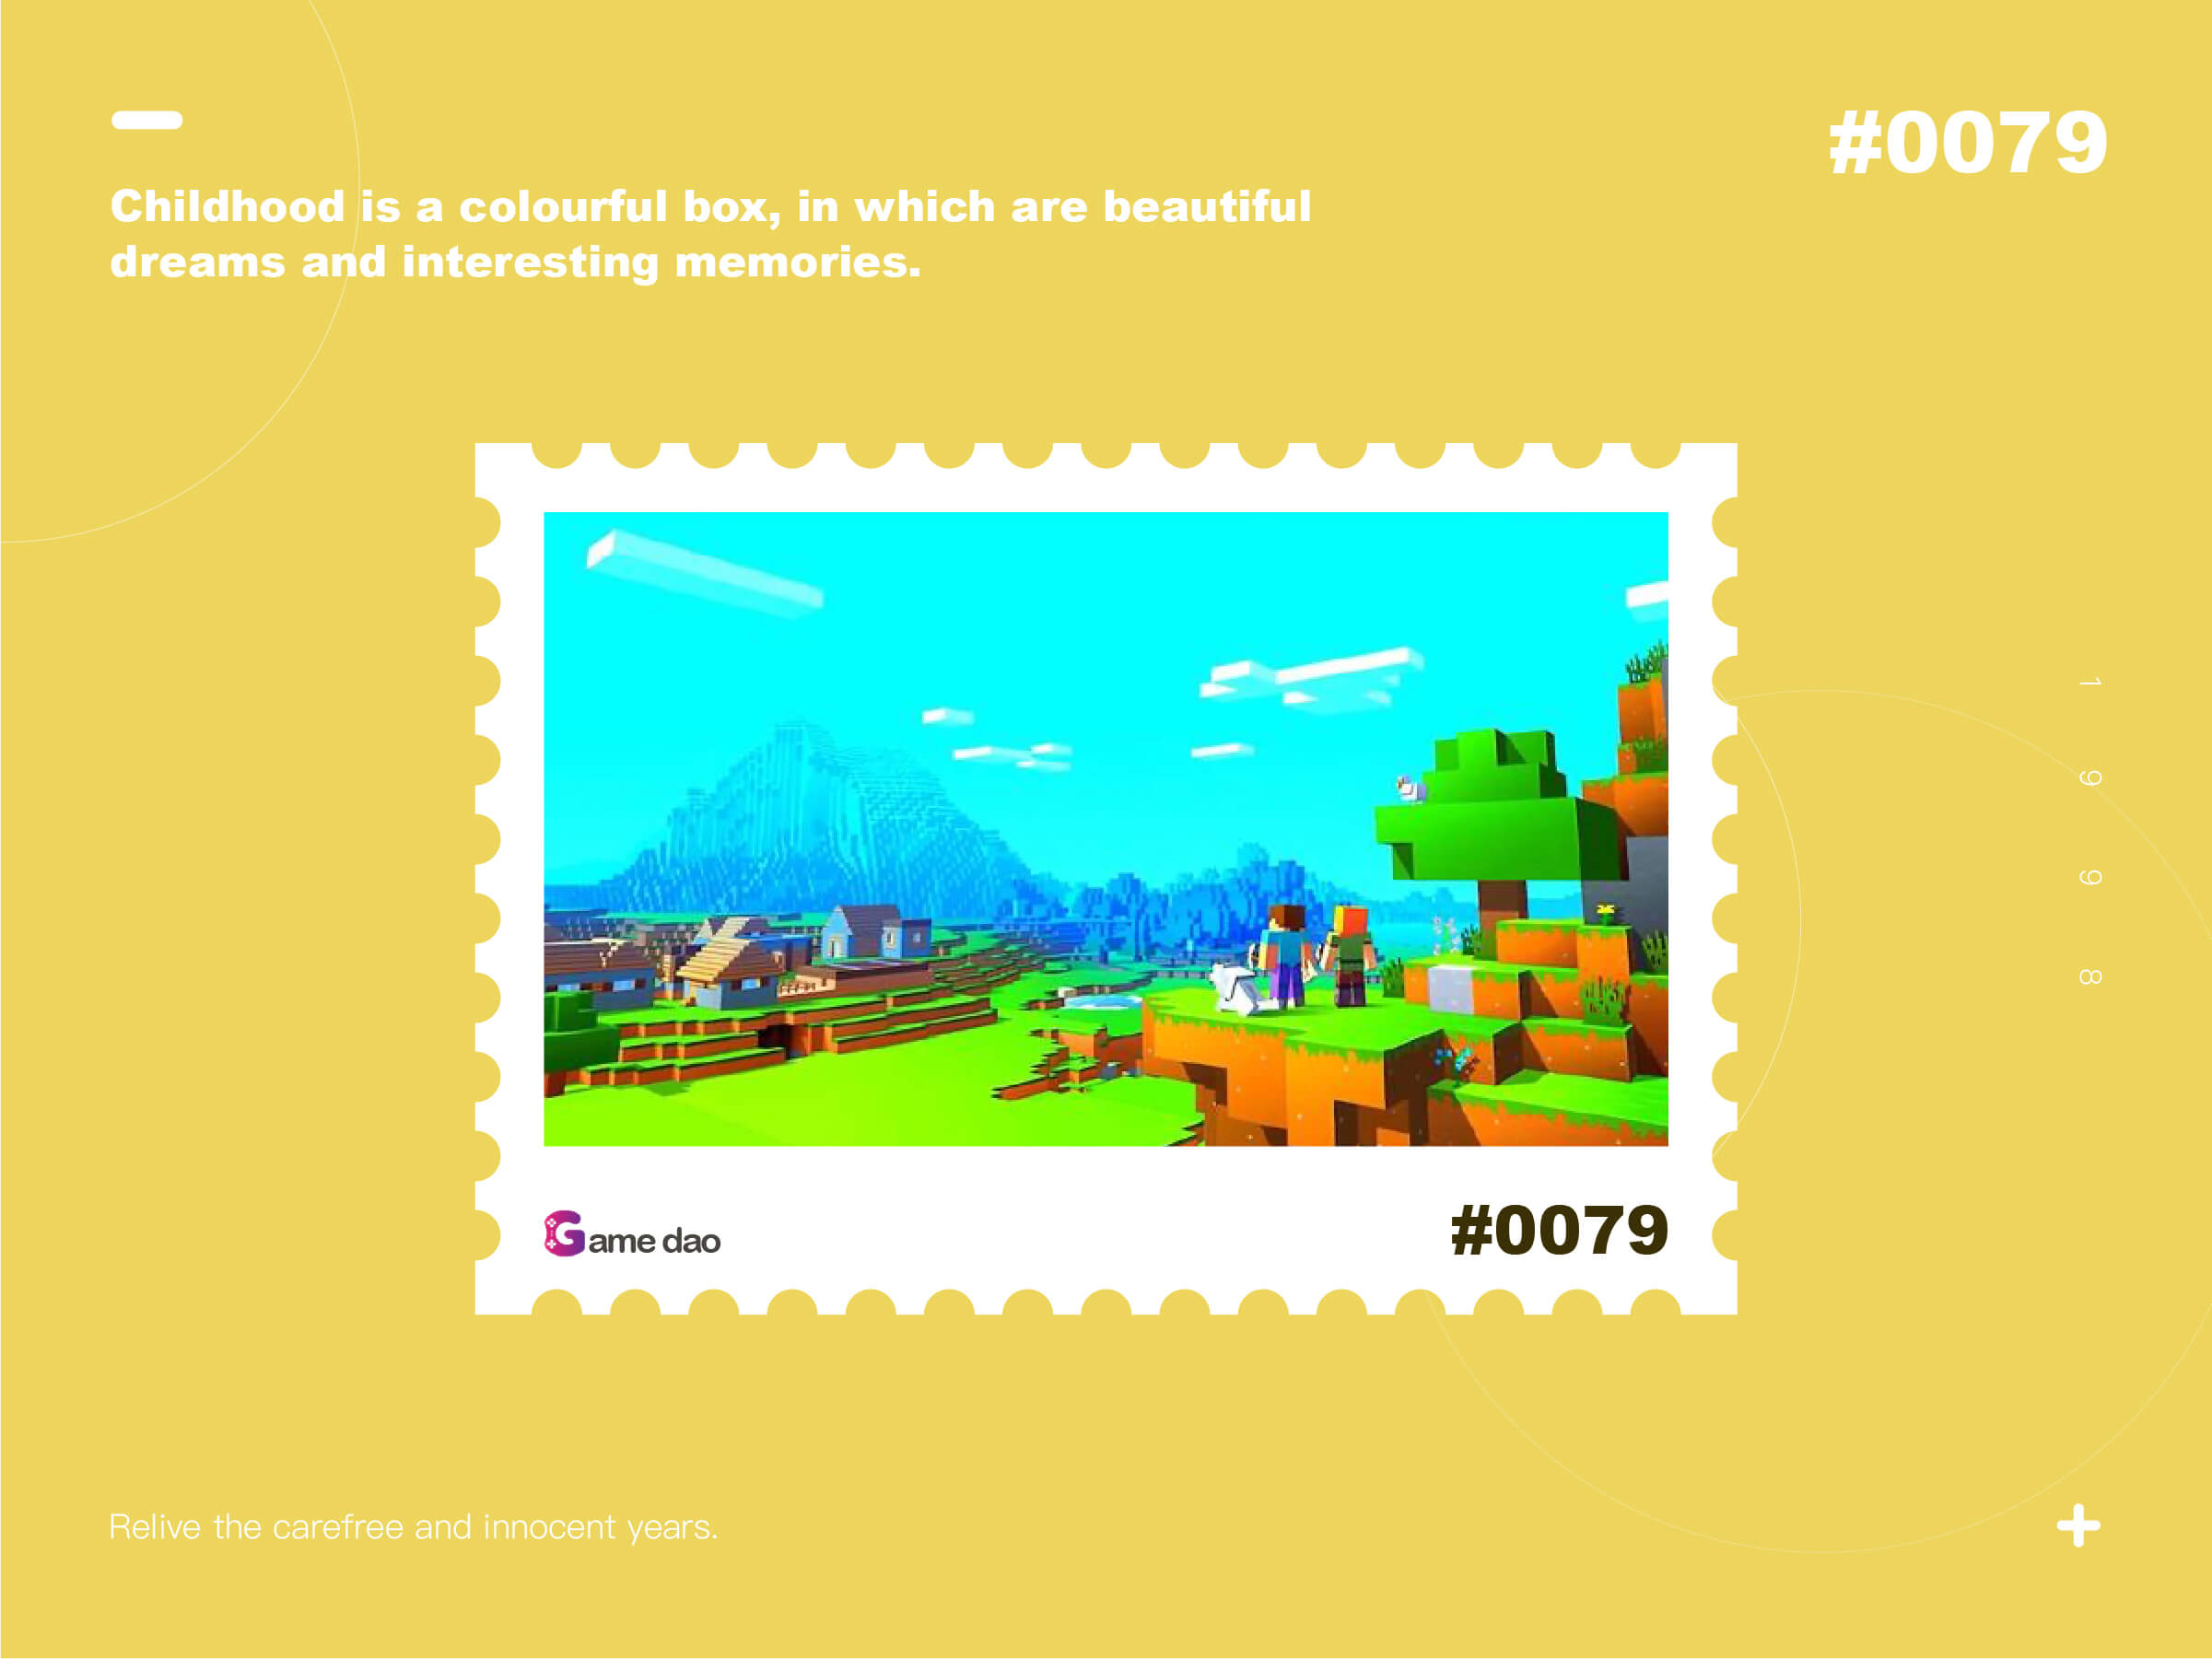 #0079
Childhood is a colourful box, in which are beautiful
dreams and interesting memories.
1998
Game dao
#0079
Relive the carefree and innocent years.